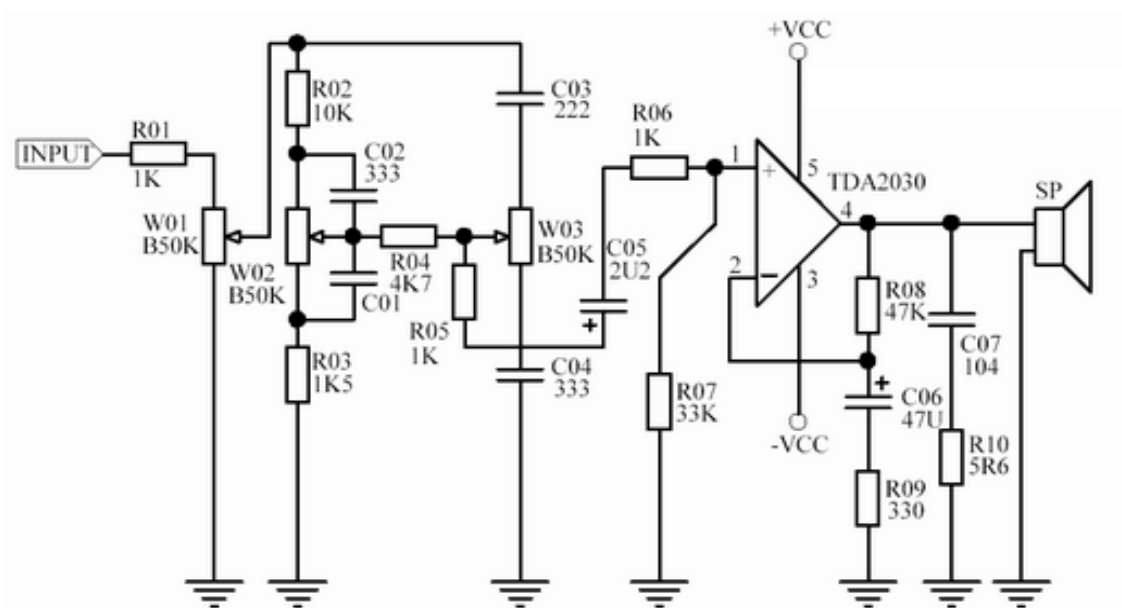 +VCC
R02
10K
C03
222
R01
INPUT
1K
C02
333
R06
1K
1
+
5
TDA2030
4
SP
W01
B50K
W02
B50K
R04
4K7
W03
B50K
C05
2U2
C01
2
−
3
R08
47K
R05
1K
+
R03
1K5
C04
333
R07
33K
+
C06
47U
C07
104
-VCC
R09
330
R10
5R6